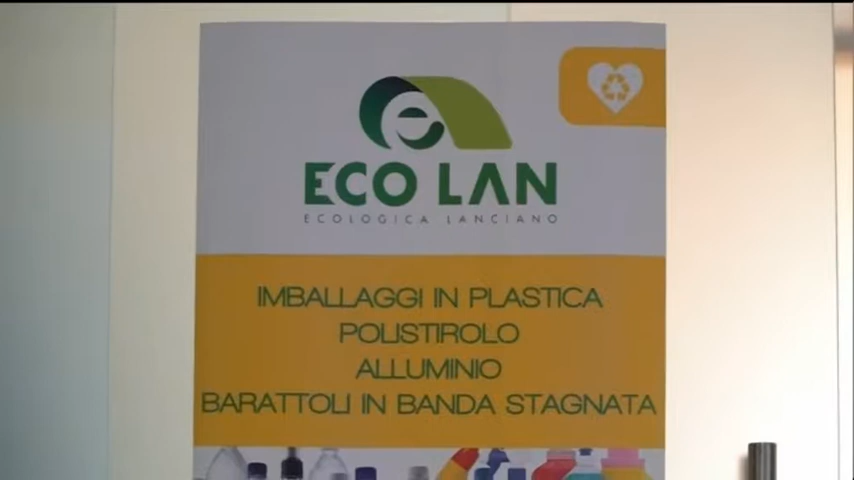 ECO LAN
ECOLOGICA LANCIANO
IMBALLAGGI IN PLASTICA
POLISTIROLO
ALLUMINIO
BARATTOLI IN BANDA STAGNATA